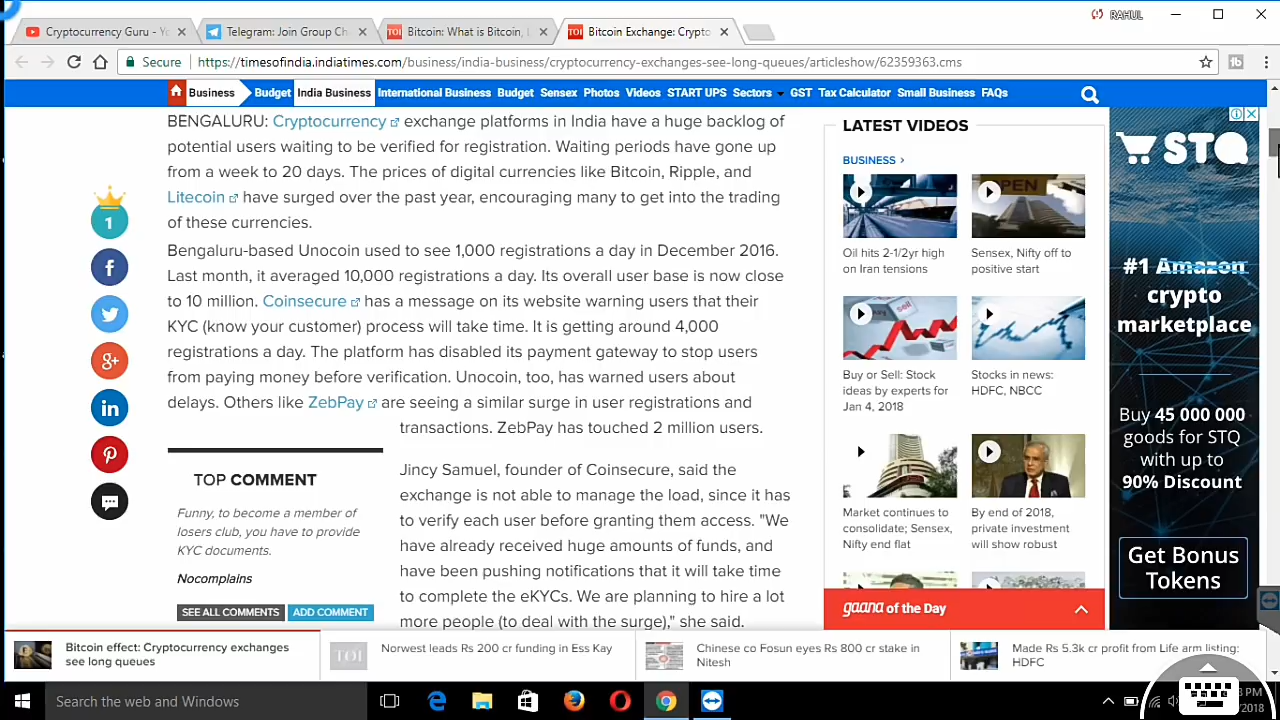 RAHUL
Cryptocurrency Guru - Y
Telegram: Join Group Ch
TOI Bitcoin: What is Bitcoin,
TOI Bitcoin Exchange: Crypto
Secure https://timesofindia.indiatimes.com/business/india-business/cryptocurrency-exchanges-see-long-queues/articleshow/62359363.cms
Business Budget India Business International Business Budget Sensex Photos Videos START UPS Sectors GST Tax Calculator Small Business FAQs
BENGALURU: Cryptocurrency exchange platforms in India have a huge backlog of
potential users waiting to be verified for registration. Waiting periods have gone up
from a week to 20 days. The prices of digital currencies like Bitcoin, Ripple, and
Litecoin have surged over the past year, encouraging many to get into the trading
of these currencies.
Bengaluru-based Unocoin used to see 1,000 registrations a day in December 2016.
Last month, it averaged 10,000 registrations a day. Its overall user base is now close
to 10 million. Coinsecure has a message on its website warning users that their
KYC (know your customer) process will take time. It is getting around 4,000
registrations a day. The platform has disabled its payment gateway to stop users
from paying money before verification. Unocoin, too, has warned users about
delays. Others like ZebPay are seeing a similar surge in user registrations and
transactions. ZebPay has touched 2 million users.
Jincy Samuel, founder of Coinsecure, said the
exchange is not able to manage the load, since it has
to verify each user before granting them access. "We
have already received huge amounts of funds, and
have been pushing notifications that it will take time
to complete the eKYCs. We are planning to hire a lot
more people (to deal with the surge)," she said.
1
TOP COMMENT
Funny, to become a member of
losers club, you have to provide
KYC documents.
Nocomplains
SEE ALL COMMENTS ADD COMMENT
LATEST VIDEOS
BUSINESS ›
Oil hits 2-1/2yr high
on Iran tensions
OPEN
Sensex, Nifty off to
positive start
sell
Buy or Sell: Stock
ideas by experts for
Jan 4, 2018
Stocks in news:
HDFC, NBCC
Market continues to
consolidate; Sensex,
Nifty end flat
By end of 2018,
private investment
will show robust
gaana of the Day
STQ
#1 Amazon
crypto
marketplace
Buy 45 000 000
goods for STQ
with up to
90% Discount
Get Bonus
Tokens
Bitcoin effect: Cryptocurrency exchanges
see long queues
TOI
Norwest leads Rs 200 cr funding in Ess Kay
Chinese co Fosun eyes Rs 800 cr stake in
Nitesh
Made Rs 5.3k cr profit from Life arm listing:
HDFC
Search the web and Windows
PM
2018